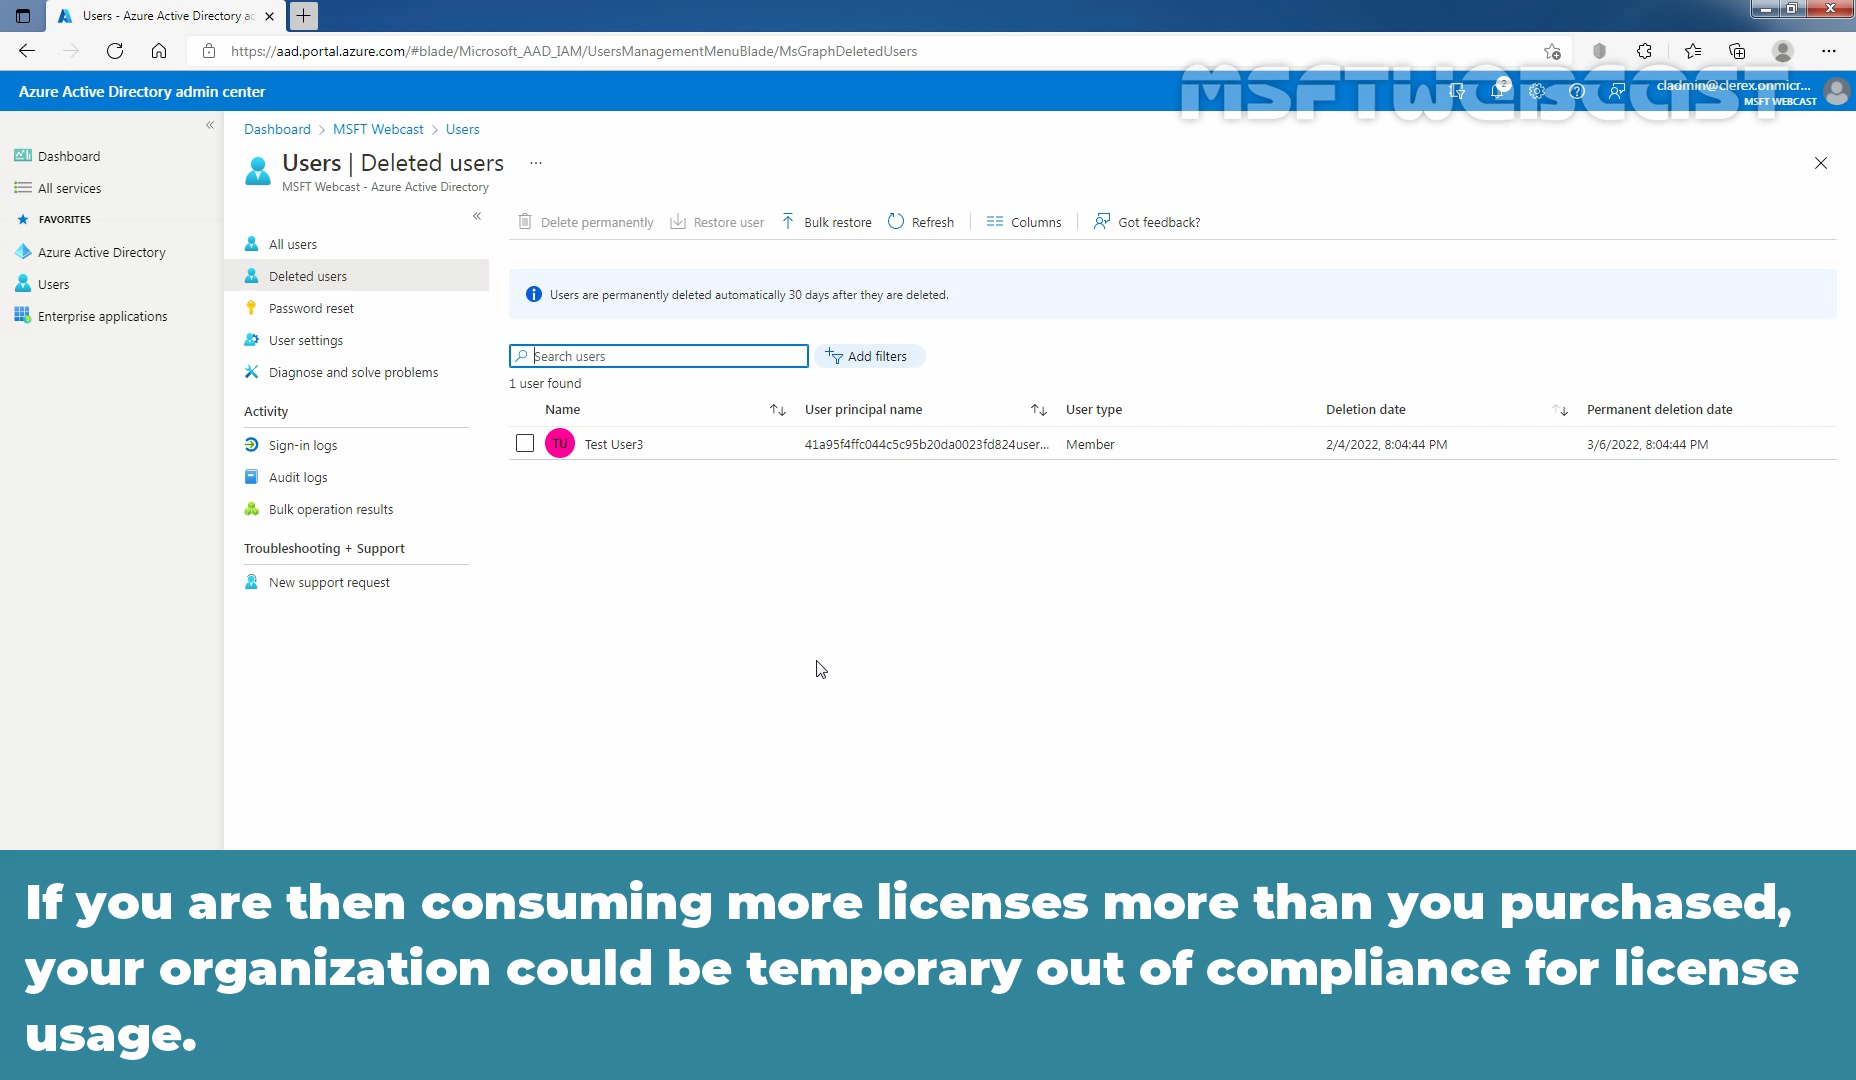 Users - Azure Active Directory ad
https://aad.portal.azure.com/#blade/Microsoft_AAD_IAM/UsersManagementMenuBlade/MsGraphDeletedUsers
MSFTWEBCAST
Azure Active Directory admin center
2
cladmin@clerex.onmicr...
MSFT WEBCAST
Dashboard
All services
FAVORITES
Azure Active Directory
Users
Enterprise applications
Dashboard > MSFT Webcast > Users
Users | Deleted users ...
MSFT Webcast - Azure Active Directory
All users
Deleted users
Password reset
User settings
Diagnose and solve problems
Activity
Sign-in logs
Audit logs
Bulk operation results
Troubleshooting + Support
New support request
Delete permanently Restore user Bulk restore Refresh Columns Got feedback?
Users are permanently deleted automatically 30 days after they are deleted.
Search users Add filters
1 user found
Name User principal name User type Deletion date Permanent deletion date
TU Test User3 41a95f4ffc044c5c95b20da0023fd824user... Member 2/4/2022, 8:04:44 PM 3/6/2022, 8:04:44 PM
If you are then consuming more licenses more than you purchased,
your organization could be temporary out of compliance for license
usage.